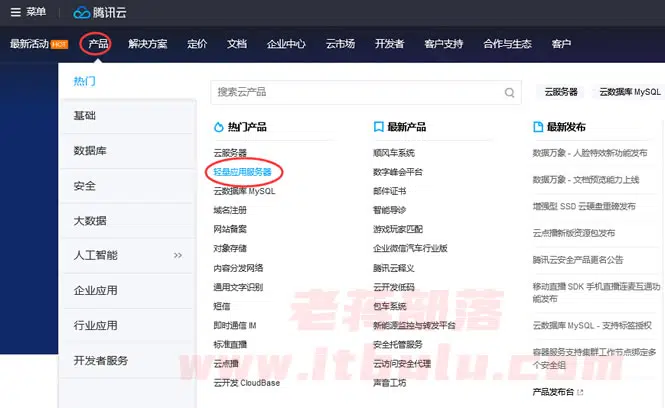 菜单 腾讯云
最新活动 HOT 产品 解决方案 定价 文档 企业中心 云市场 开发者 客户支持 合作与生态 客户
热门
基础
数据库
安全
大数据
人工智能 >>
企业应用
行业应用
开发者服务
搜索云产品 云服务器 云数据库 MySQL
热门产品
云服务器
轻量应用服务器
云数据库 MySQL
域名注册
网站备案
对象存储
内容分发网络
通用文字识别
短信
即时通信 IM
标准直播
云点播
云开发 CloudBase
最新产品
顺风车系统
数字峰会平台
邮件证书
智能导诊
游戏玩家匹配
企业微信汽车行业版
腾讯云释义
云开发低码
包车系统
新能源监控与转发平台
安全托管服务
云访问安全代理
声音工坊
最新发布
数据万象 - 人脸特效新功能发布
数据万象 - 文档预览能力上线
增强型 SSD 云硬盘重磅发布
云点播新版资源包发布
腾讯云安全产品更名公告
移动直播 SDK 手机直播连麦互通功
能发布
云数据库 MySQL - 支持标签授权
容器服务支持集群工作节点绑定多
个安全组
产品发布台
老蒋部落
www.itbulu.com